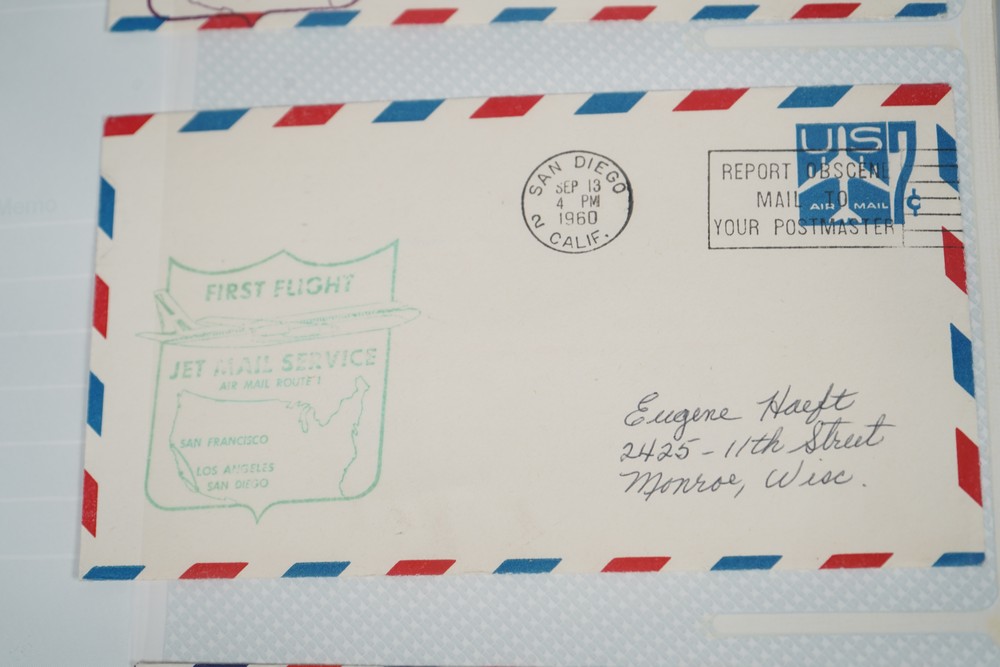 SAN DIEGO
SEP 13
4 PM
1960
2 CALIF.
REPORT OBSCENE
MAIL TO
YOUR POSTMASTER
US 7¢
AIR MAIL
FIRST FLIGHT
JET MAIL SERVICE
AIR MAIL ROUTE 1
SAN FRANCISCO
LOS ANGELES
SAN DIEGO
Eugene Haeft
2425 - 11th Street
Monroe, Wisc.
Memo